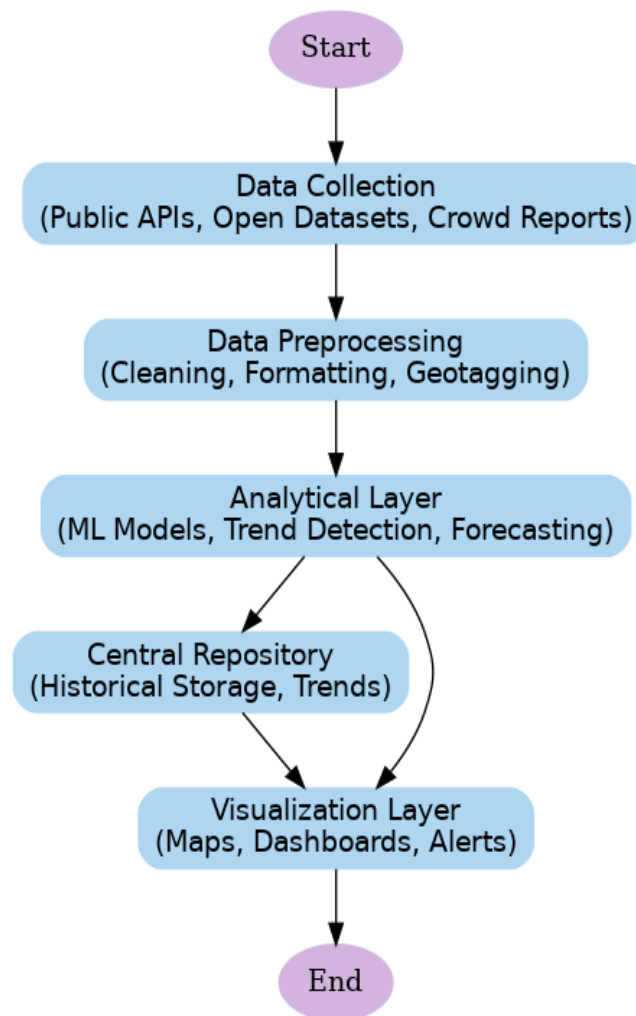 Start
Data Collection
(Public APIs, Open Datasets, Crowd Reports)
Data Preprocessing
(Cleaning, Formatting, Geotagging)
Analytical Layer
(ML Models, Trend Detection, Forecasting)
Central Repository
(Historical Storage, Trends)
Visualization Layer
(Maps, Dashboards, Alerts)
End